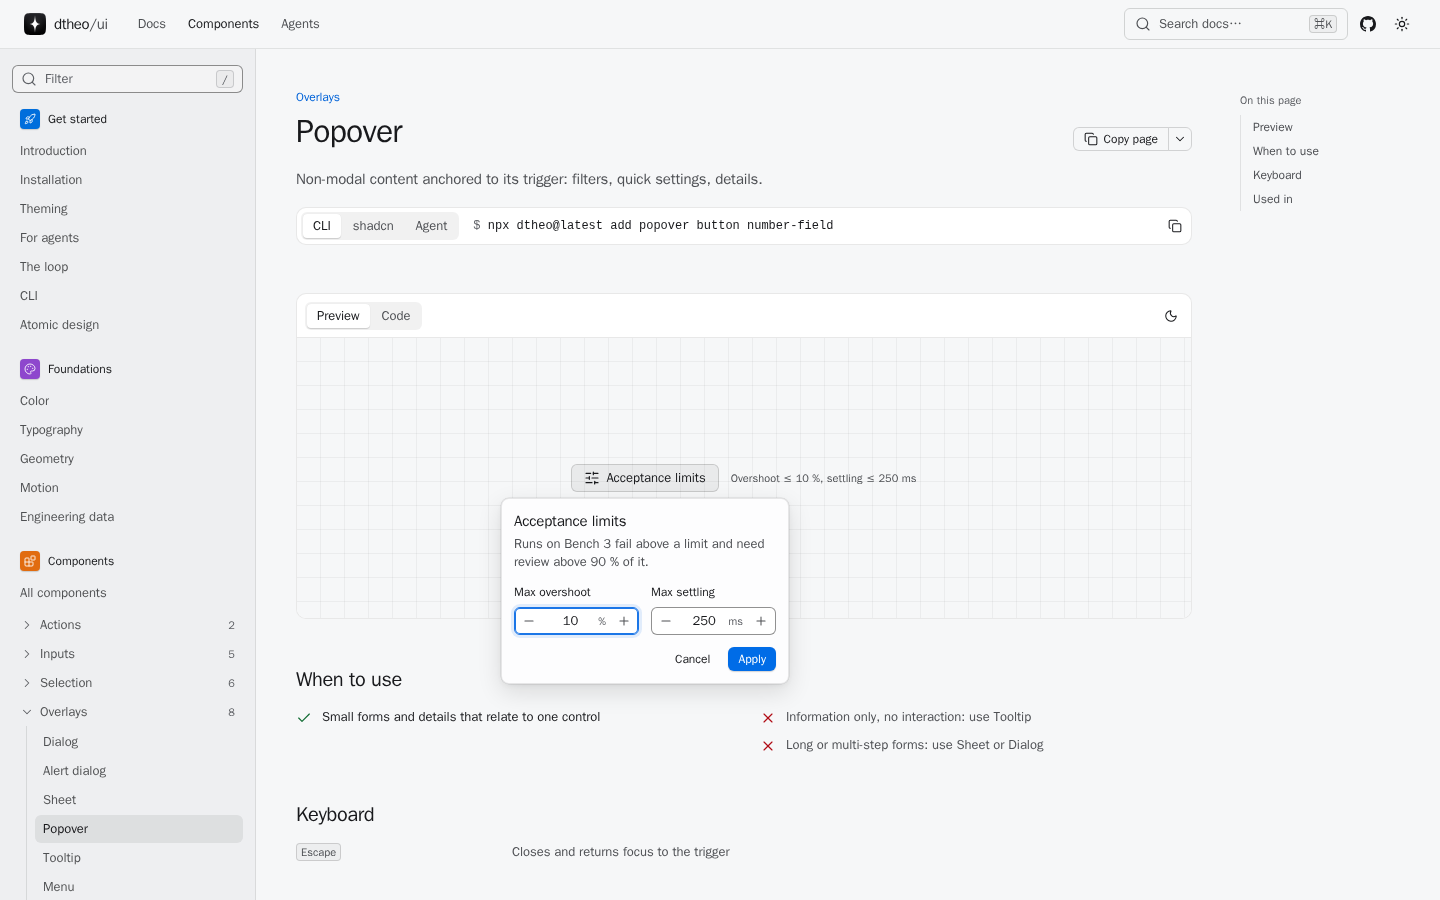 dtheo/ui
Docs
Components
Agents
Search docs⋯
⌘K
Filter
/
Get started
Introduction
Installation
Theming
For agents
The loop
CLI
Atomic design
Foundations
Color
Typography
Geometry
Motion
Engineering data
Components
All components
Actions 2
Inputs 5
Selection 6
Overlays 8
Dialog
Alert dialog
Sheet
Popover
Tooltip
Menu
Overlays
Popover
Copy page
Non-modal content anchored to its trigger: filters, quick settings, details.
CLI shadcn Agent $ npx dtheo@latest add popover button number-field
Preview Code
Acceptance limits Overshoot ≤ 10 %, settling ≤ 250 ms
Acceptance limits
Runs on Bench 3 fail above a limit and need
review above 90 % of it.
Max overshoot Max settling
10 % 250 ms
Cancel Apply
When to use
Small forms and details that relate to one control
Information only, no interaction: use Tooltip
Long or multi-step forms: use Sheet or Dialog
Keyboard
Escape Closes and returns focus to the trigger
On this page
Preview
When to use
Keyboard
Used in